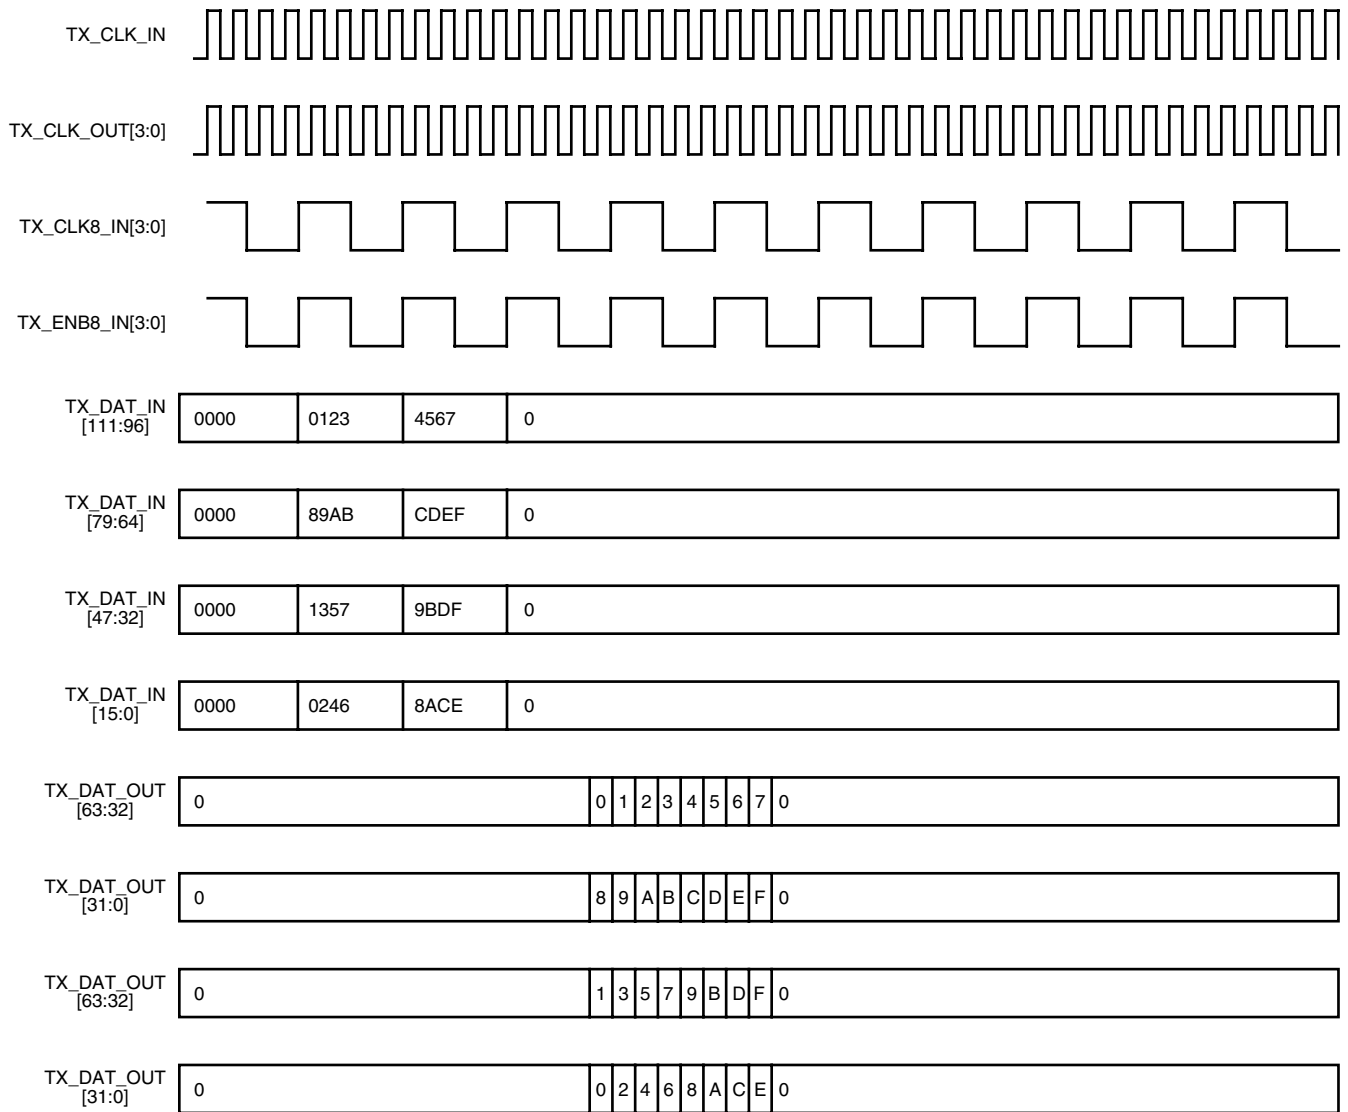 TX_CLK_IN
TX_CLK_OUT[3:0]
TX_CLK8_IN[3:0]
TX_ENB8_IN[3:0]
TX_DAT_IN
[111:96]
0000 0123 4567 0
TX_DAT_IN
[79:64]
0000 89AB CDEF 0
TX_DAT_IN
[47:32]
0000 1357 9BDF 0
TX_DAT_IN
[15:0]
0000 0246 8ACE 0
TX_DAT_OUT
[63:32]
0 0 1 2 3 4 5 6 7 0
TX_DAT_OUT
[31:0]
0 8 9 A B C D E F 0
TX_DAT_OUT
[63:32]
0 1 3 5 7 9 B D F 0
TX_DAT_OUT
[31:0]
0 0 2 4 6 8 A C E 0